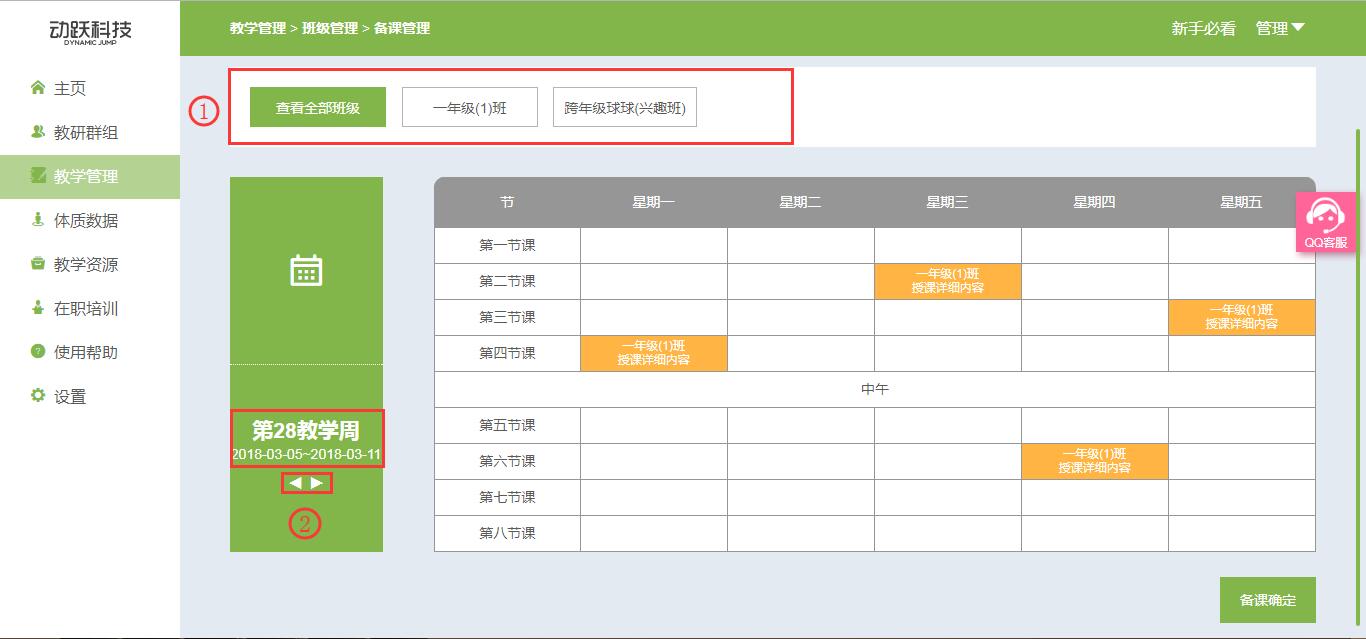 动跃科技
DYNAMIC JUMP
教学管理 > 班级管理 > 备课管理
新手必看 管理
主页
教研群组
教学管理
体质数据
教学资源
在职培训
使用帮助
设置
①
查看全部班级 一年级(1)班 跨年级球球(兴趣班)
第28教学周
2018-03-05~2018-03-11
②
节 星期一 星期二 星期三 星期四 星期五
第一节课
第二节课
一年级(1)班
授课详细内容
第三节课
一年级(1)班
授课详细内容
第四节课
一年级(1)班
授课详细内容
中午
第五节课
第六节课
一年级(1)班
授课详细内容
第七节课
第八节课
QQ客服
备课确定